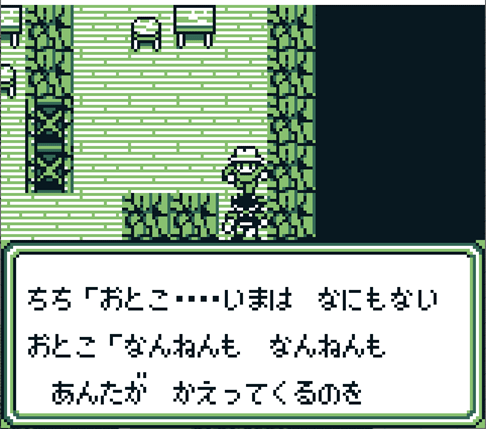 ちち「おとこ‥‥いまは　なにもない
おとこ「なんねんも　なんねんも
あんたが　かえってくるのを